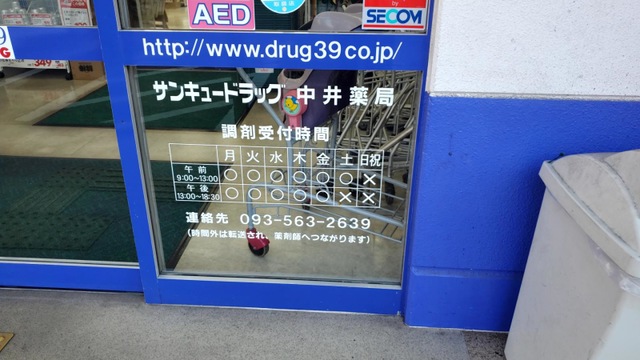 AED
by
SECOM
349
http://www.drug39co.jp/
サンキュードラッグ 中井薬局
調剤受付時間
月 火 水 木 金 土 日祝
午前 9:00〜13:00 ○ ○ ○ ○ ○ ○ ×
午後 13:00〜18:30 ○ ○ ○ ○ ○ × ×
連絡先 093-563-2639
(時間外は転送され、薬剤師へつながります)